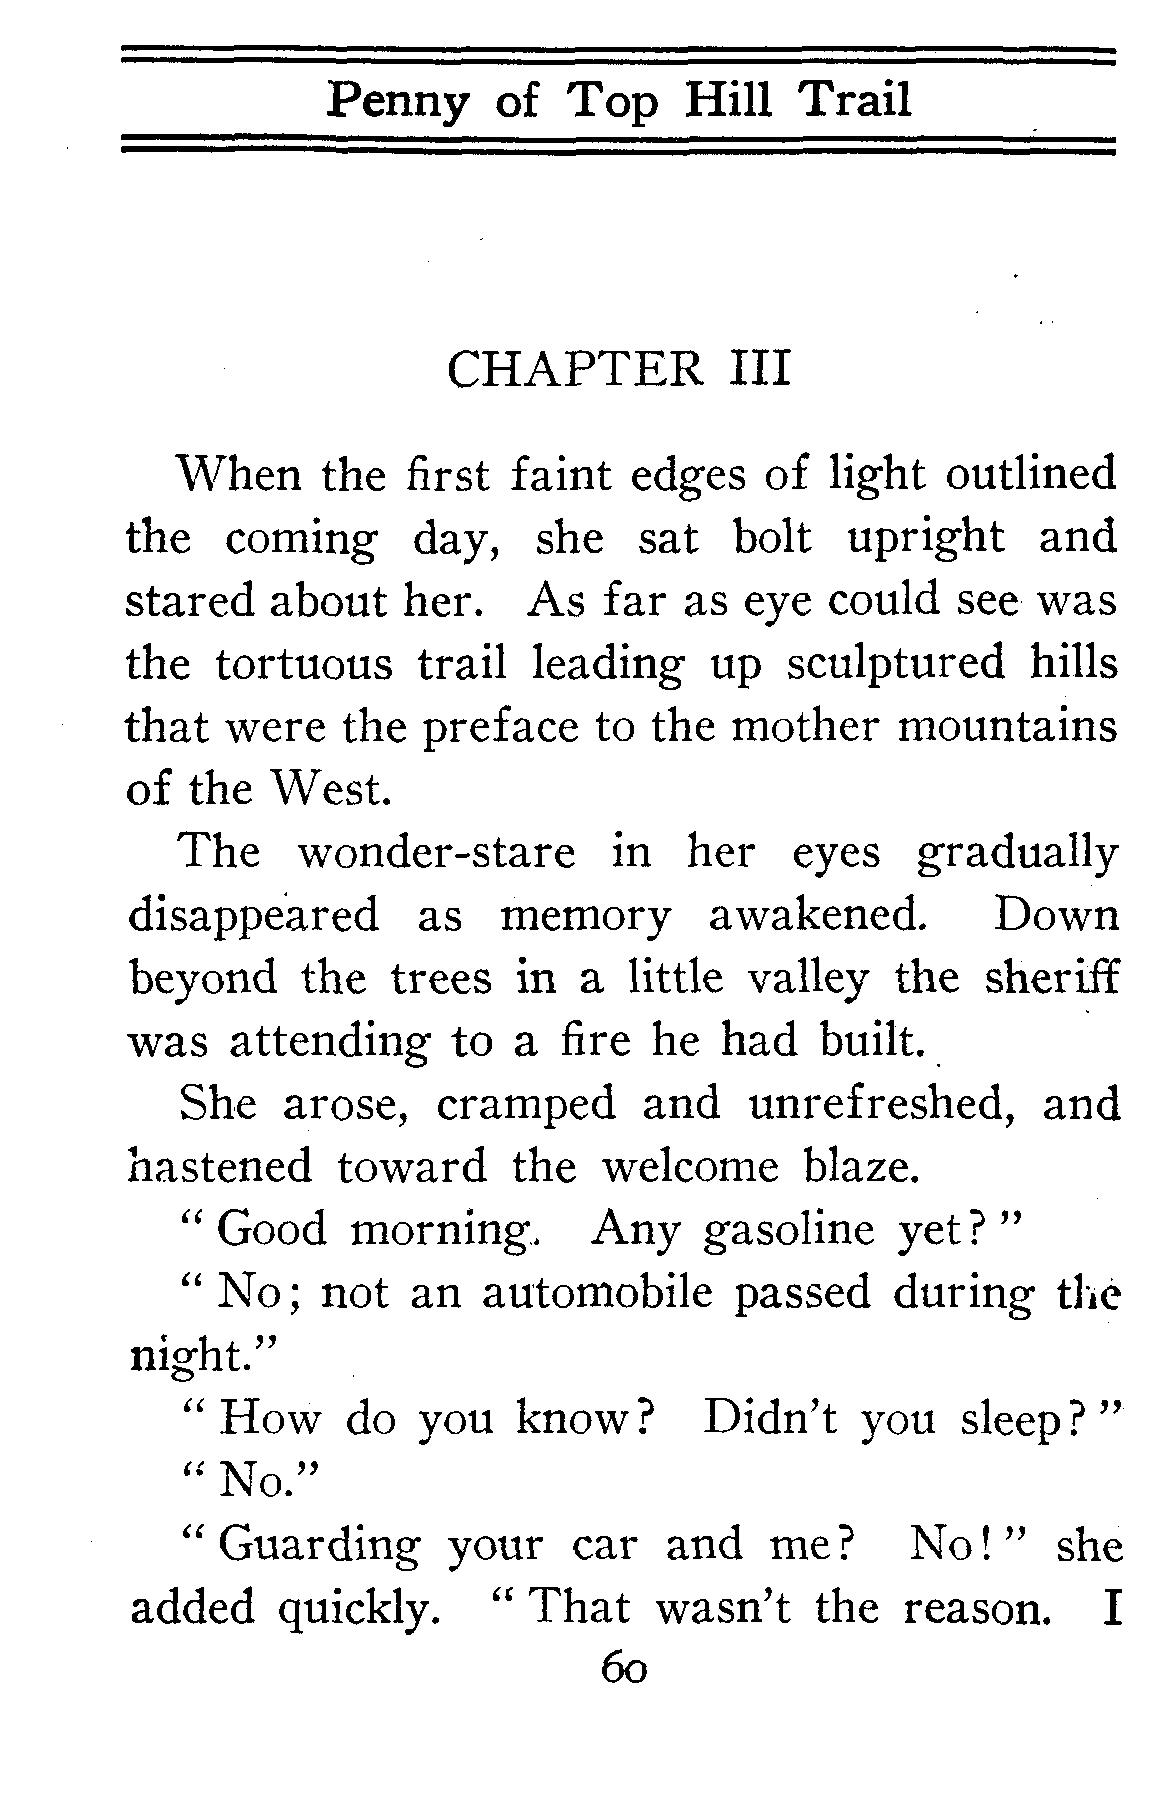 Penny of Top Hill Trail
CHAPTER III
When the first faint edges of light outlined
the coming day, she sat bolt upright and
stared about her. As far as eye could see was
the tortuous trail leading up sculptured hills
that were the preface to the mother mountains
of the West.
The wonder-stare in her eyes gradually
disappeared as memory awakened. Down
beyond the trees in a little valley the sheriff
was attending to a fire he had built.
She arose, cramped and unrefreshed, and
hastened toward the welcome blaze.
“ Good morning. Any gasoline yet? ”
“ No; not an automobile passed during the
night.”
“ How do you know? Didn’t you sleep? ”
“ No.”
“ Guarding your car and me? No! ” she
added quickly. “ That wasn’t the reason. I
60